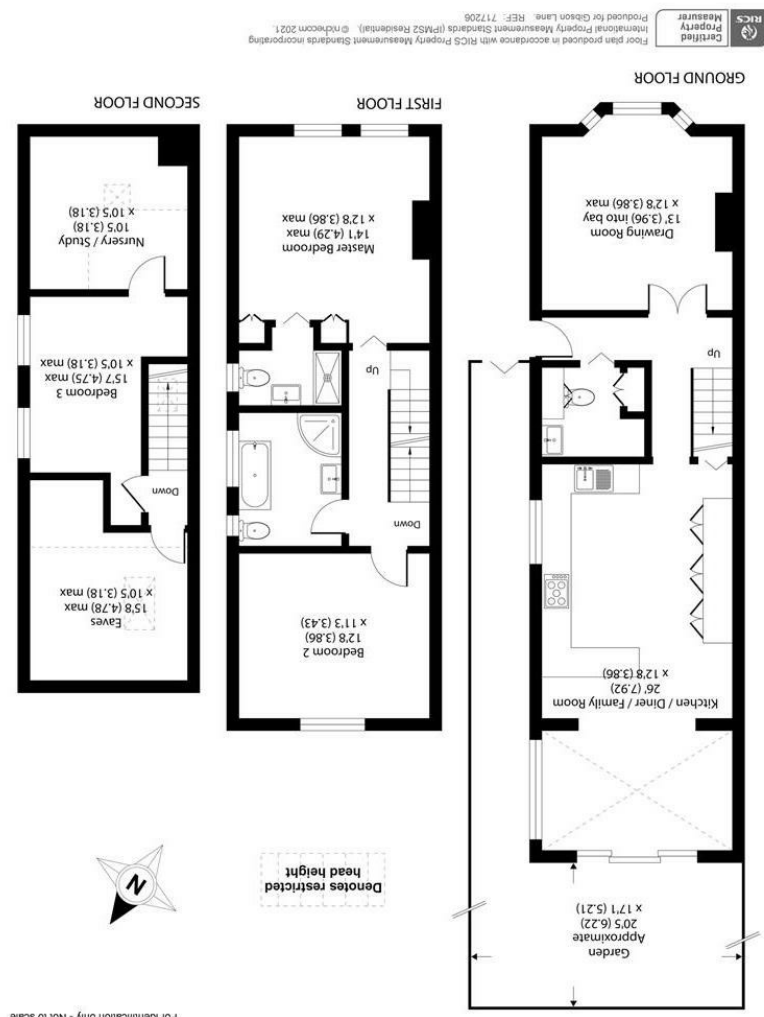 For identification only - Not to scale
Garden
Approximate
20'5 (6.22)
x 17'1 (5.21)
Denotes restricted
head height
N
Kitchen / Diner / Family Room
26' (7.92)
x 12'8 (3.86)
Up
Drawing Room
13' (3.96) into bay
x 12'8 (3.86) max
GROUND FLOOR
Bedroom 2
12'8 (3.86)
x 11'3 (3.43)
Down
Up
Master Bedroom
14'1 (4.29) max
x 12'8 (3.86) max
FIRST FLOOR
Eaves
15'8 (4.78) max
x 10'5 (3.18) max
Down
Bedroom 3
15'7 (4.75) max
x 10'5 (3.18) max
Nursery / Study
10'5 (3.18)
x 10'5 (3.18)
SECOND FLOOR
RICS
Certified
Property
Measurer
Floor plan produced in accordance with RICS Property Measurement Standards incorporating
International Property Measurement Standards (IPMS2 Residential). © nichecom 2021.
Produced for Gibson Lane. REF: 717206